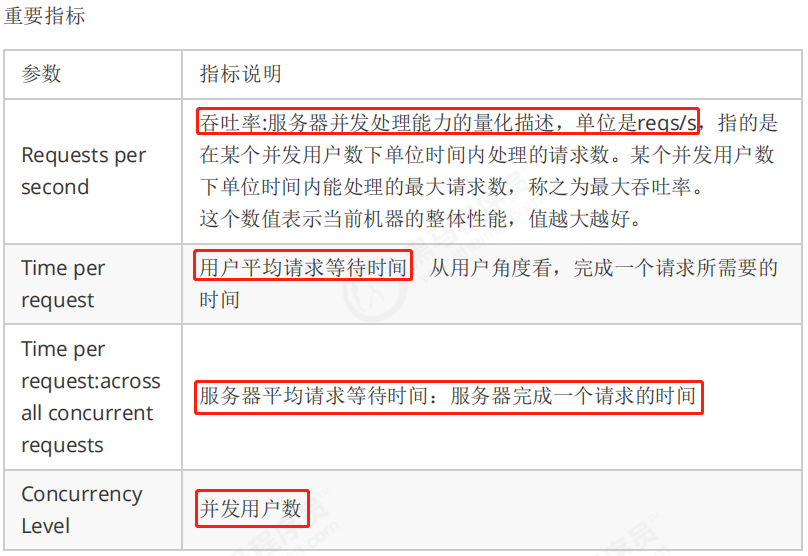 重要指标
参数
指标说明
Requests per
second
吞吐率:服务器并发处理能力的量化描述，单位是reqs/s，指的是
在某个并发用户数下单位时间内处理的请求数。某个并发用户数
下单位时间内能处理的最大请求数，称之为最大吞吐率。
这个数值表示当前机器的整体性能，值越大越好。
Time per
request
用户平均请求等待时间：从用户角度看，完成一个请求所需要的
时间
Time per
request:across
all concurrent
requests
服务器平均请求等待时间：服务器完成一个请求的时间
Concurrency
Level
并发用户数